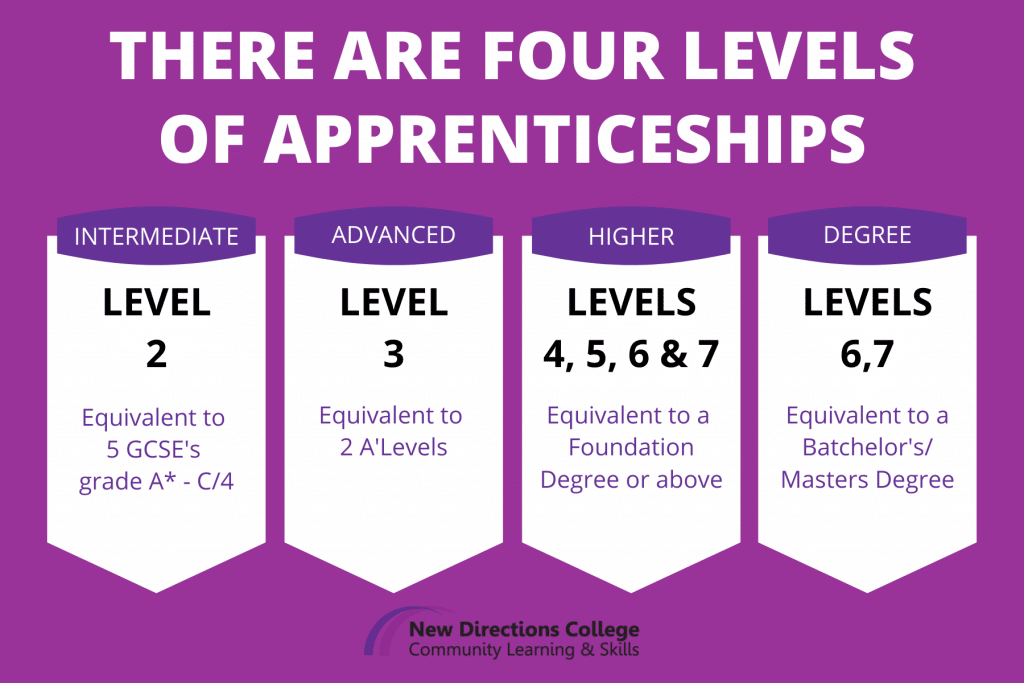 THERE ARE FOUR LEVELS
OF APPRENTICESHIPS
INTERMEDIATE
LEVEL
2
Equivalent to
5 GCSE's
grade A* - C/4
ADVANCED
LEVEL
3
Equivalent to
2 A'Levels
HIGHER
LEVELS
4, 5, 6 & 7
Equivalent to a
Foundation
Degree or above
DEGREE
LEVELS
6,7
Equivalent to a
Batchelor's/
Masters Degree
New Directions College
Community Learning & Skills